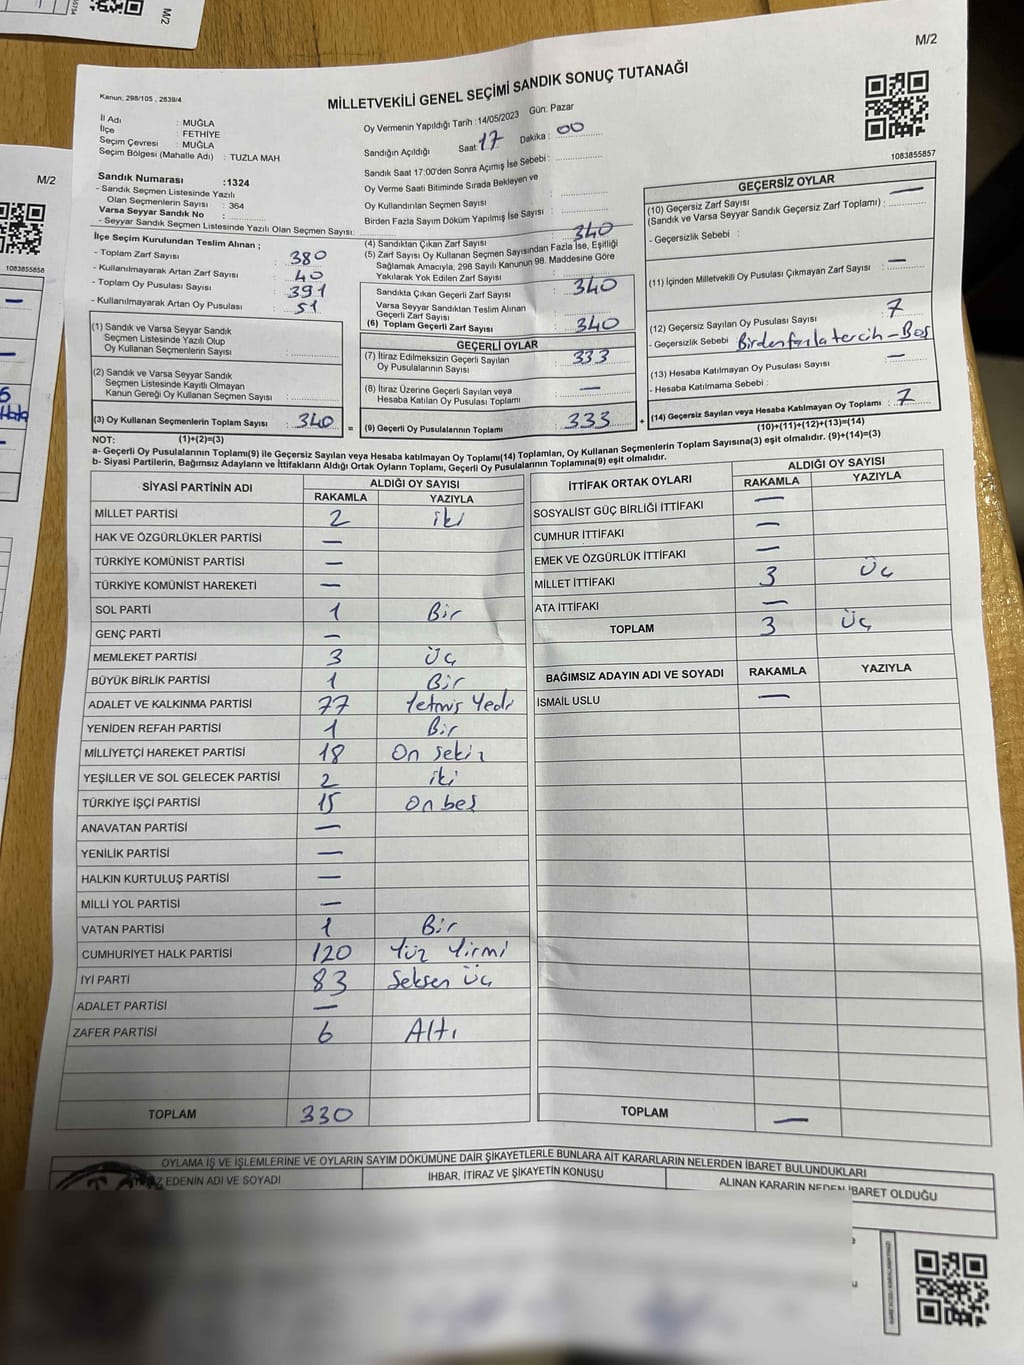 M/2
MİLLETVEKİLİ GENEL SEÇİMİ SANDIK SONUÇ TUTANAĞI
Kanun: 298/105 , 2839/4
İl Adı : MUĞLA
İlçe : FETHİYE
Seçim Çevresi : MUĞLA
Seçim Bölgesi (Mahalle Adı) : TUZLA MAH
Sandık Numarası :1324
- Sandık Seçmen Listesinde Yazılı
Olan Seçmenlerin Sayısı : 364
Varsa Seyyar Sandık No :
- Seyyar Sandık Seçmen Listesinde Yazılı Olan Seçmen Sayısı:
Oy Vermenin Yapıldığı Tarih : 14/05/2023 Gün: Pazar
Sandığın Açıldığı Saat: 17 Dakika : 00
Sandık Saat 17:00'den Sonra Açımış İse Sebebi :
Oy Verme Saati Bitiminde Sırada Bekleyen ve
Oy Kullandırılan Seçmen Sayısı :
Birden Fazla Sayım Döküm Yapılmış İse Sayısı :
1083855857
İlçe Seçim Kurulundan Teslim Alınan ;
- Toplam Zarf Sayısı : 380
- Kullanılmayarak Artan Zarf Sayısı : 40
- Toplam Oy Pusulası Sayısı : 391
- Kullanılmayarak Artan Oy Pusulası : 51
(1) Sandık ve Varsa Seyyar Sandık
Seçmen Listesinde Yazılı Olup
Oy Kullanan Seçmenlerin Sayısı :
(2) Sandık ve Varsa Seyyar Sandık
Seçmen Listesinde Kayıtlı Olmayan
Kanun Gereği Oy Kullanan Seçmen Sayısı :
(3) Oy Kullanan Seçmenlerin Toplam Sayısı : 340 =
(4) Sandıktan Çıkan Zarf Sayısı : 340
(5) Zarf Sayısı Oy Kullanan Seçmen Sayısından Fazla İse, Eşitliği
Sağlamak Amacıyla, 298 Sayılı Kanunun 98. Maddesine Göre
Yakılarak Yok Edilen Zarf Sayısı :
Sandıkta Çıkan Geçerli Zarf Sayısı : 340
Varsa Seyyar Sandıktan Teslim Alınan
Geçerli Zarf Sayısı :
(6) Toplam Geçerli Zarf Sayısı : 340
GEÇERLİ OYLAR
(7) İtiraz Edilmeksizin Geçerli Sayılan
Oy Pusulalarının Sayısı : 333
(8) İtiraz Üzerine Geçerli Sayılan veya
Hesaba Katılan Oy Pusulası Toplamı : —
(9) Geçerli Oy Pusulalarının Toplamı : 333 +
GEÇERSİZ OYLAR
(10) Geçersiz Zarf Sayısı
(Sandık ve Varsa Seyyar Sandık Geçersiz Zarf Toplamı) : —
- Geçersizlik Sebebi :
(11) İçinden Milletvekili Oy Pusulası Çıkmayan Zarf Sayısı : —
(12) Geçersiz Sayılan Oy Pusulası Sayısı : 7
- Geçersizlik Sebebi : Birden fazla tercih - Boş
(13) Hesaba Katılmayan Oy Pusulası Sayısı : —
- Hesaba Katılmama Sebebi :
(14) Geçersiz Sayılan veya Hesaba Katılmayan Oy Toplamı : 7
(10)+(11)+(12)+(13)=(14)
NOT: (1)+(2)=(3)
a- Geçerli Oy Pusulalarının Toplamı(9) ile Geçersiz Sayılan veya Hesaba katılmayan Oy Toplamı(14) Toplamları, Oy Kullanan Seçmenlerin Toplam Sayısına(3) eşit olmalıdır. (9)+(14)=(3)
b- Siyasi Partilerin, Bağımsız Adayların ve İttifakların Aldığı Ortak Oyların Toplamı, Geçerli Oy Pusulalarının Toplamına(9) eşit olmalıdır.
SİYASİ PARTİNİN ADI ALDIĞI OY SAYISI
RAKAMLA YAZIYLA
MİLLET PARTİSİ 2 iki
HAK VE ÖZGÜRLÜKLER PARTİSİ —
TÜRKİYE KOMÜNİST PARTİSİ —
TÜRKİYE KOMÜNİST HAREKETİ —
SOL PARTİ 1 Bir
GENÇ PARTİ —
MEMLEKET PARTİSİ 3 Üç
BÜYÜK BİRLİK PARTİSİ 1 Bir
ADALET VE KALKINMA PARTİSİ 77 Yetmiş Yedi
YENİDEN REFAH PARTİSİ 1 Bir
MİLLİYETÇİ HAREKET PARTİSİ 18 On sekiz
YEŞİLLER VE SOL GELECEK PARTİSİ 2 iki
TÜRKİYE İŞÇİ PARTİSİ 15 On beş
ANAVATAN PARTİSİ —
YENİLİK PARTİSİ —
HALKIN KURTULUŞ PARTİSİ —
MİLLİ YOL PARTİSİ —
VATAN PARTİSİ 1 Bir
CUMHURİYET HALK PARTİSİ 120 Yüz Yirmi
İYİ PARTİ 83 Seksen Üç
ADALET PARTİSİ —
ZAFER PARTİSİ 6 Altı
TOPLAM 330
İTTİFAK ORTAK OYLARI ALDIĞI OY SAYISI
RAKAMLA YAZIYLA
SOSYALİST GÜÇ BİRLİĞİ İTTİFAKI —
CUMHUR İTTİFAKI —
EMEK VE ÖZGÜRLÜK İTTİFAKI —
MİLLET İTTİFAKI 3 Üç
ATA İTTİFAKI —
TOPLAM 3 Üç
BAĞIMSIZ ADAYIN ADI VE SOYADI RAKAMLA YAZIYLA
İSMAİL USLU —
TOPLAM —
OYLAMA İŞ VE İŞLEMLERİNE VE OYLARIN SAYIM DÖKÜMÜNE DAİR ŞİKAYETLERLE BUNLARA AİT KARARLARIN NELERDEN İBARET BULUNDUKLARI
EDENİN ADI VE SOYADI İHBAR, İTİRAZ VE ŞİKAYETİN KONUSU ALINAN KARARIN NEDEN İBARET OLDUĞU
M/2
M/2
1083855858